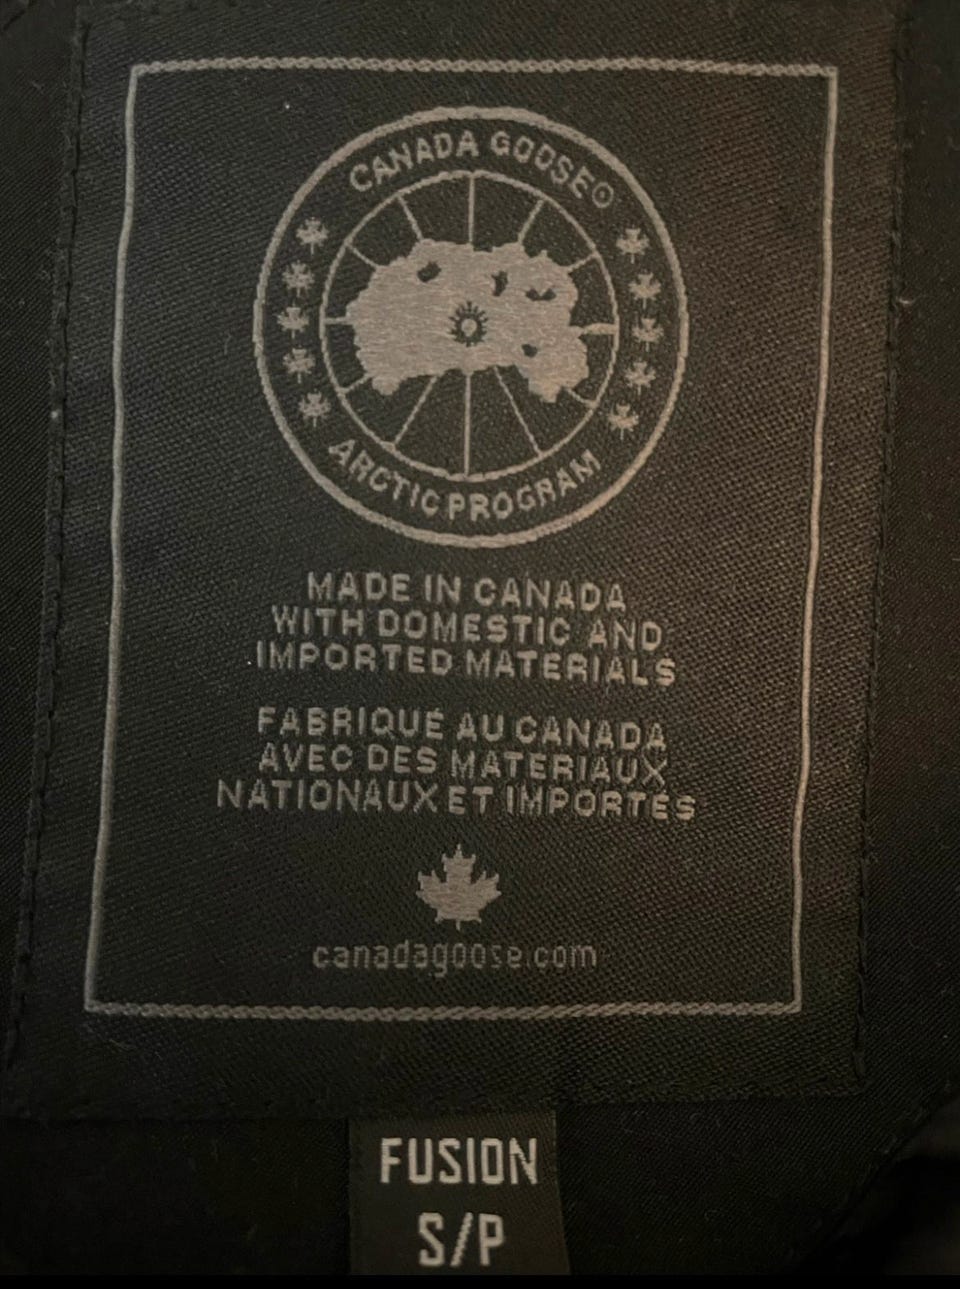 CANADA GOOSE®
ARCTIC PROGRAM
MADE IN CANADA
WITH DOMESTIC AND
IMPORTED MATERIALS
FABRIQUÉ AU CANADA
AVEC DES MATERIAUX
NATIONAUX ET IMPORTES
canadagoose.com
FUSION
S/P